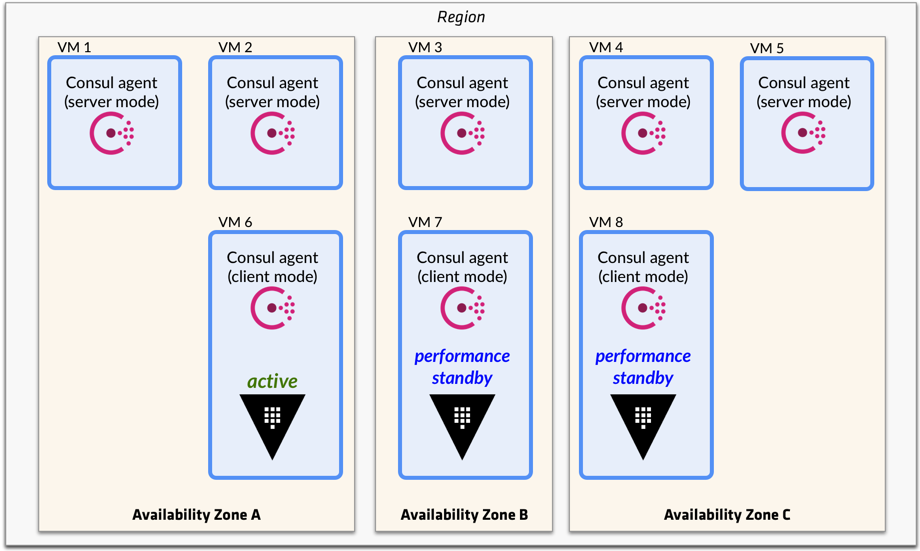 Region
VM 1
VM 2
VM 3
VM 4
VM 5
Consul agent
(server mode)
Consul agent
(server mode)
Consul agent
(server mode)
Consul agent
(server mode)
Consul agent
(server mode)
VM 6
VM 7
VM 8
Consul agent
(client mode)
Consul agent
(client mode)
Consul agent
(client mode)
active
performance
standby
performance
standby
Availability Zone A
Availability Zone B
Availability Zone C